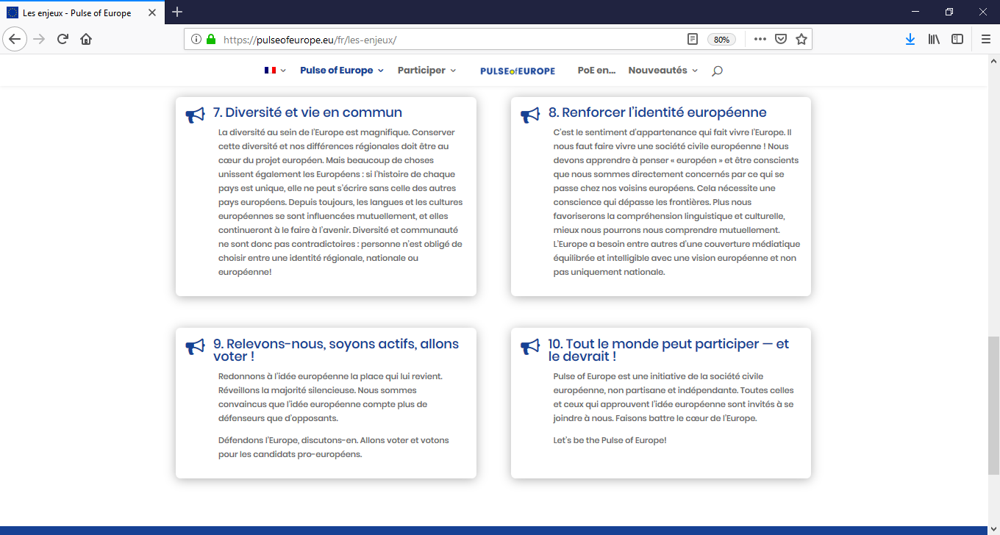 Les enjeux - Pulse of Europe
https://pulseofeurope.eu/fr/les-enjeux/
80%
Pulse of Europe
Participer
PULSEofEUROPE
PoE en...
Nouveautés
7. Diversité et vie en commun
La diversité au sein de l'Europe est magnifique. Conserver
cette diversité et nos différences régionales doit être au
cœur du projet européen. Mais beaucoup de choses
unissent également les Européens : si l'histoire de chaque
pays est unique, elle ne peut s'écrire sans celle des autres
pays européens. Depuis toujours, les langues et les cultures
européennes se sont influencées mutuellement, et elles
continueront à le faire à l'avenir. Diversité et communauté
ne sont donc pas contradictoires : personne n'est obligé de
choisir entre une identité régionale, nationale ou
européenne!
8. Renforcer l'identité européenne
C'est le sentiment d'appartenance qui fait vivre l'Europe. Il
nous faut faire vivre une société civile européenne ! Nous
devons apprendre à penser « européen » et être conscients
que nous sommes directement concernés par ce qui se
passe chez nos voisins européens. Cela nécessite une
conscience qui dépasse les frontières. Plus nous
favoriserons la compréhension linguistique et culturelle,
mieux nous pourrons nous comprendre mutuellement.
L'Europe a besoin entre autres d'une couverture médiatique
équilibrée et intelligible avec une vision européenne et non
pas uniquement nationale.
9. Relevons-nous, soyons actifs, allons
voter !
Redonnons à l'idée européenne la place qui lui revient.
Réveillons la majorité silencieuse. Nous sommes
convaincus que l'idée européenne compte plus de
défenseurs que d'opposants.
Défendons l'Europe, discutons-en. Allons voter et votons
pour les candidats pro-européens.
10. Tout le monde peut participer — et
le devrait !
Pulse of Europe est une initiative de la société civile
européenne, non partisane et indépendante. Toutes celles
et ceux qui approuvent l'idée européenne sont invités à se
joindre à nous. Faisons battre le cœur de l'Europe.
Let's be the Pulse of Europe!